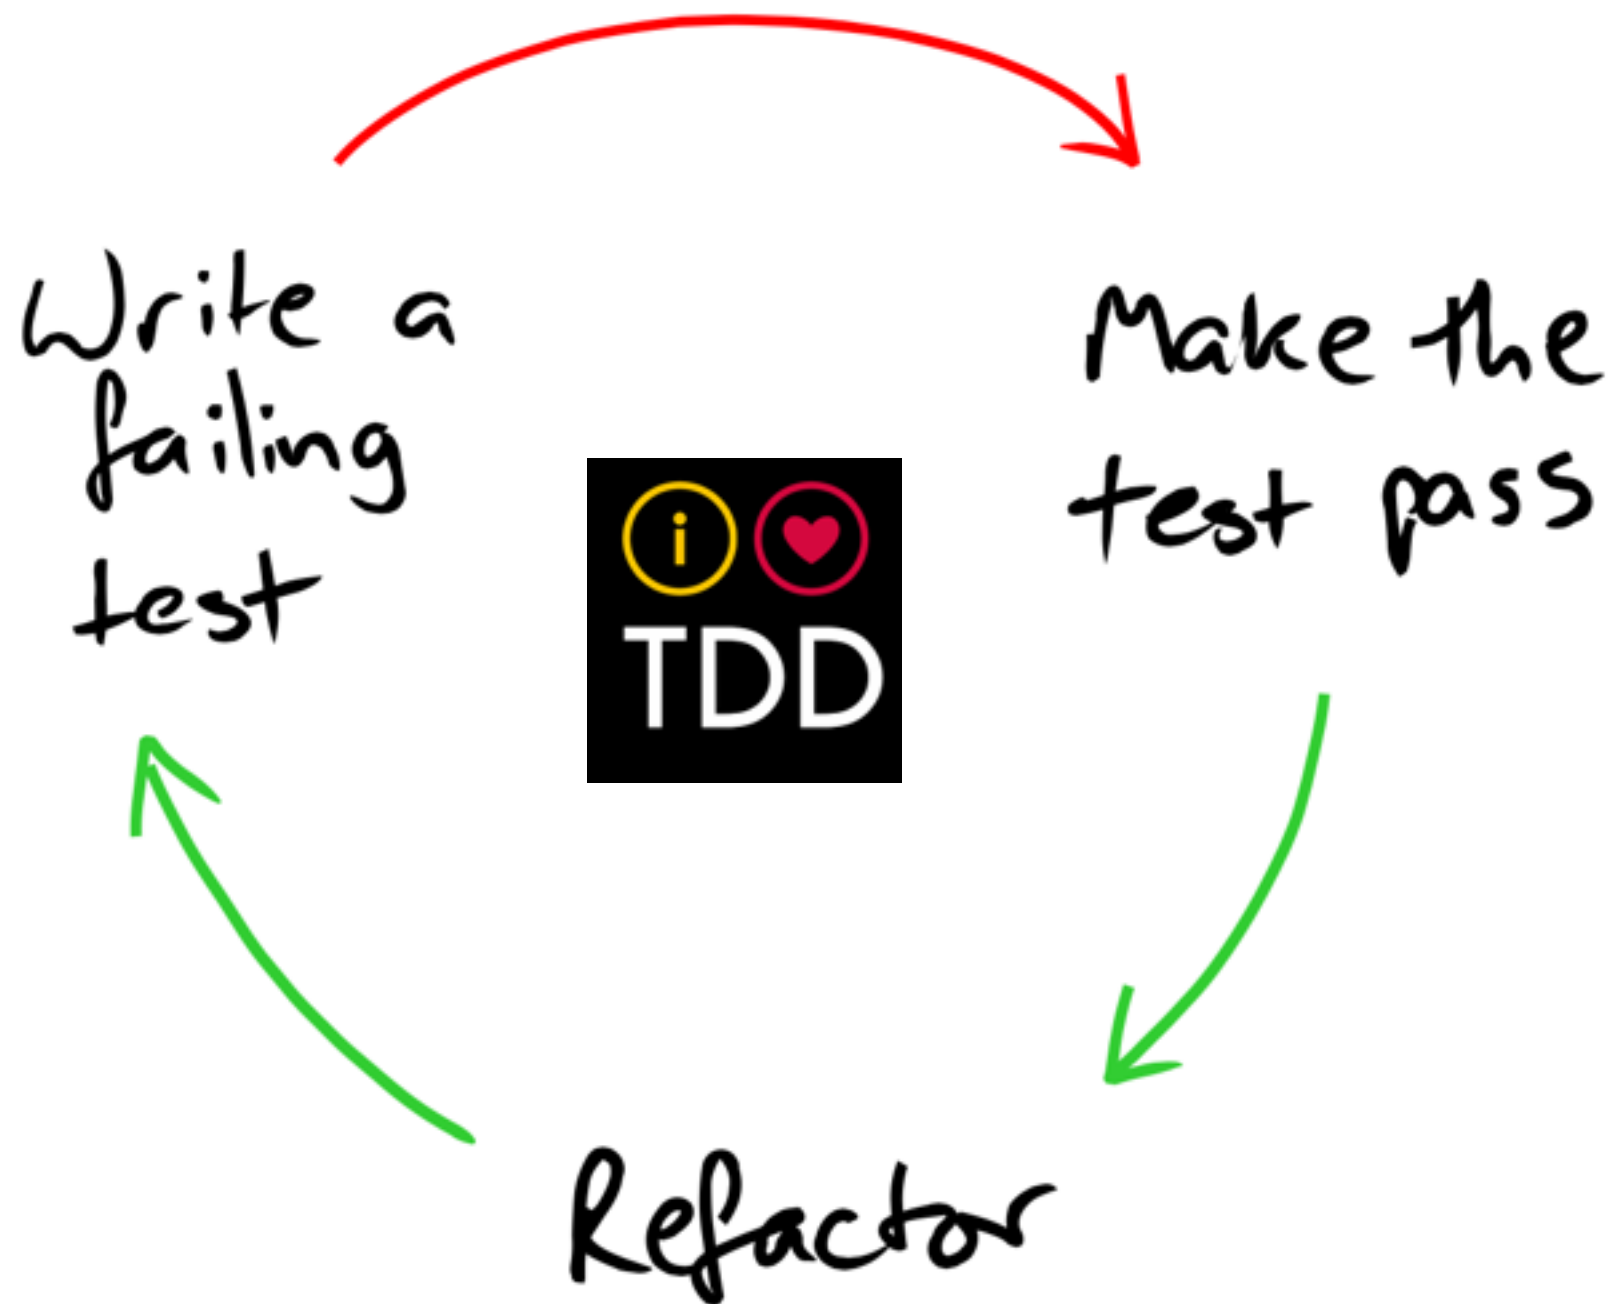 Write a
failing
test
Make the
test pass
i
TDD
Refactor